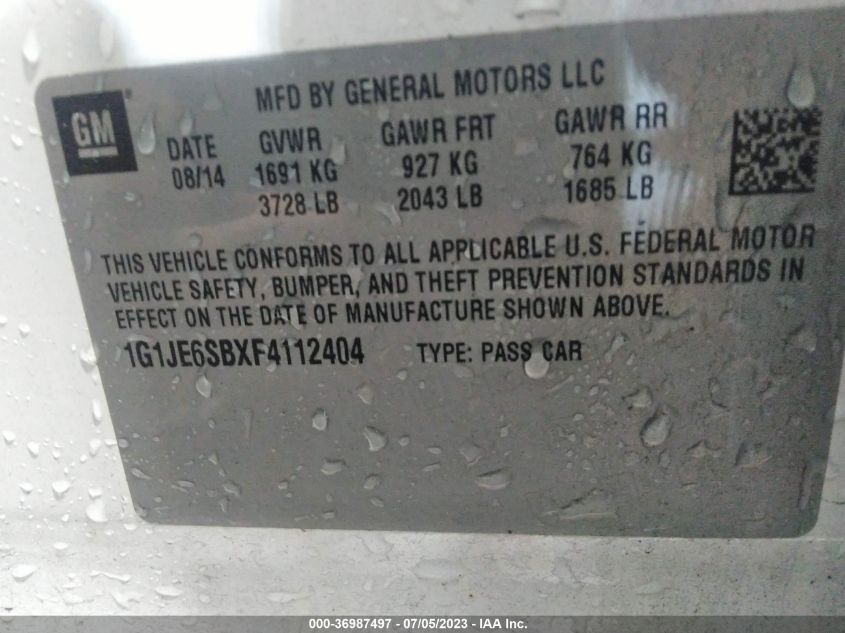 MFD BY GENERAL MOTORS LLC
GM®
DATE GVWR GAWR FRT GAWR RR
08/14 1691 KG 927 KG 764 KG
3728 LB 2043 LB 1685 LB
THIS VEHICLE CONFORMS TO ALL APPLICABLE U.S. FEDERAL MOTOR
VEHICLE SAFETY, BUMPER, AND THEFT PREVENTION STANDARDS IN
EFFECT ON THE DATE OF MANUFACTURE SHOWN ABOVE.
1G1JE6SBXF4112404 TYPE: PASS CAR
000-36987497 - 07/05/2023 - IAA Inc.